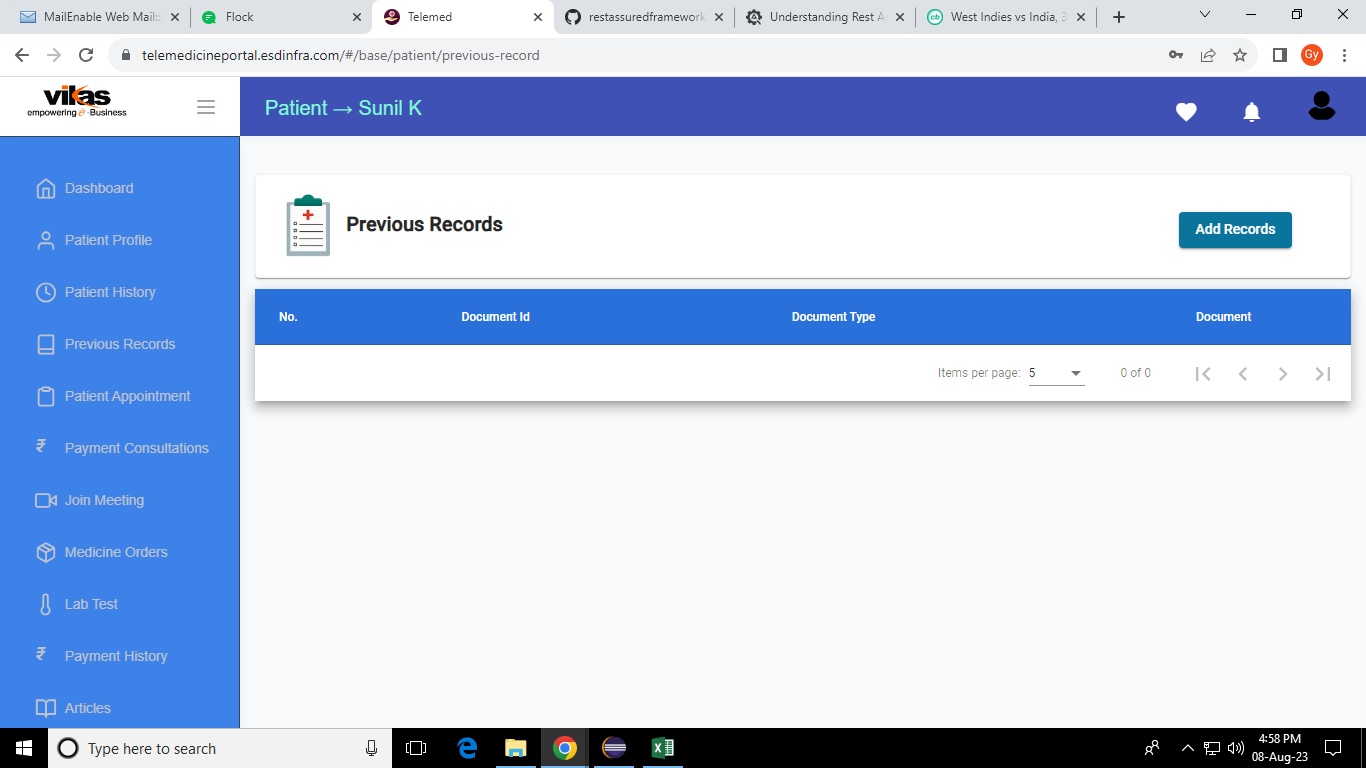 MailEnable Web Mail:
Flock
Telemed
restassuredframework
Understanding Rest A
West Indies vs India, 3
telemedicineportal.esdinfra.com/#/base/patient/previous-record
Gy
vikas
empowering e-Business
Patient → Sunil K
Dashboard
Patient Profile
Patient History
Previous Records
Patient Appointment
₹ Payment Consultations
Join Meeting
Medicine Orders
Lab Test
₹ Payment History
Articles
Previous Records
Add Records
No. Document Id Document Type Document
Items per page: 5 0 of 0
Type here to search
4:58 PM
08-Aug-23